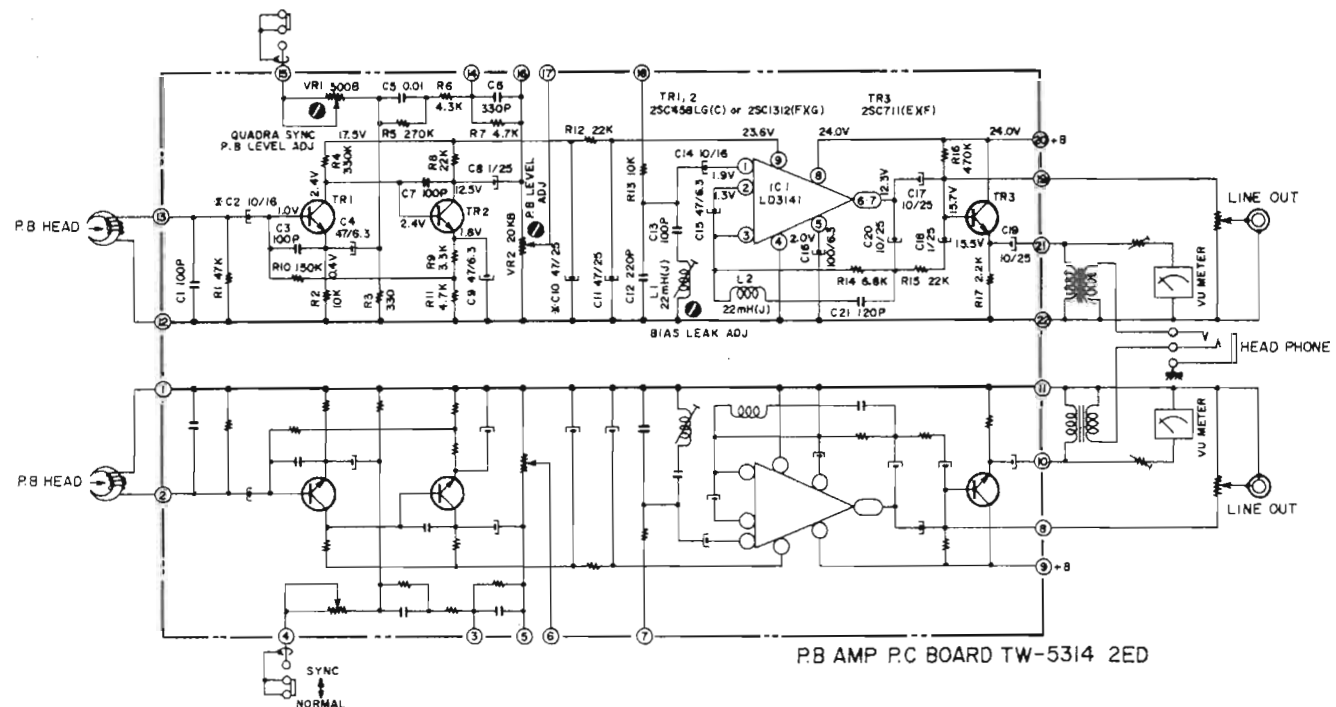 15 14 16 17 18
VR1 500B
C5 0.01
R6 4.3K
C6 330P
R5 270K
R7 4.7K
QUADRA SYNC
P.B LEVEL ADJ
17.5V
TR1, 2
2SC458LG(C) or 2SC1312(F)(G)
TR3
2SC711(E)(F)
R4 330K
R8 22K
R12 22K
23.6V
24.0V
24.0V
20 +B
2.4V
C8 1/25
C7 100P
12.5V
P.B LEVEL ADJ
R13 10K
C14 10/16
1.9V
1.3V
1
2
3
9
8
IC1
LD3141
6·7
12.3V
C17 10/25
R16 470K
19
LINE OUT
P.B HEAD
13
※C2 10/16
1.0V
TR1
C3 100P
C4 47/6.3
0.4V
2.4V
TR2
1.8V
VR2 20KB
C13 100P
C15 47/6.3
4
5
2.0V
C16 100/6.3
C20 10/25
C18 1/25
15.7V
TR3
15.5V
C19 10/25
21
C1 100P
R1 47K
R10 150K
R2 10K
R3 330
R9 3.3K
R11 4.7K
C9 47/6.3
※C10 47/25
C11 47/25
C12 220P
L1 22mH(J)
L2
22mH(J)
R14 6.8K
R15 22K
C21 120P
R17 2.2K
VU METER
12
BIAS LEAK ADJ
22
HEAD PHONE
1
11
VU METER
P.B HEAD
2
10
LINE OUT
8
9 +B
4 3 5 6 7
P.B AMP P.C BOARD TW-5314 2ED
SYNC
NORMAL